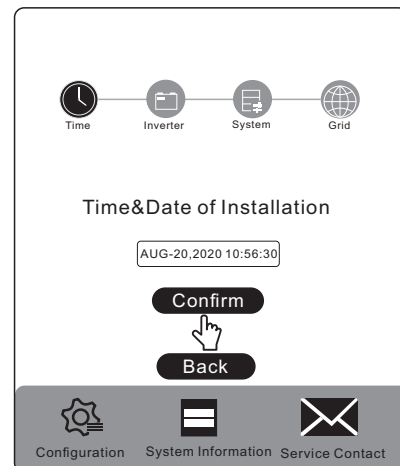 Time Inverter System Grid
Time&Date of Installation
AUG-20,2020 10:56:30
Confirm
Back
Configuration System Information Service Contact